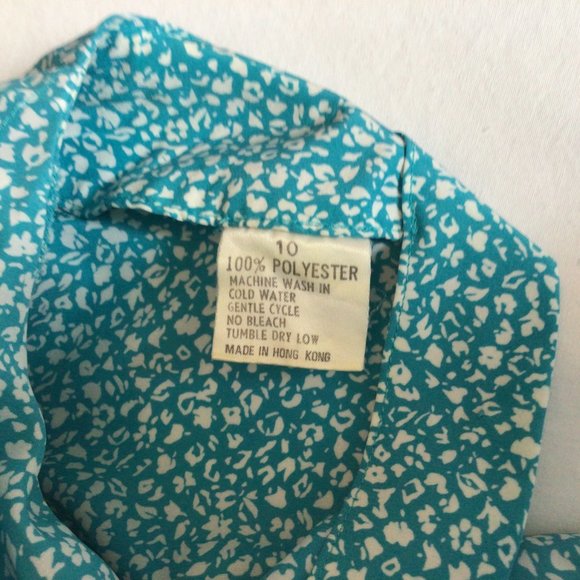 10
100% POLYESTER
MACHINE WASH IN
COLD WATER
GENTLE CYCLE
NO BLEACH
TUMBLE DRY LOW
MADE IN HONG KONG